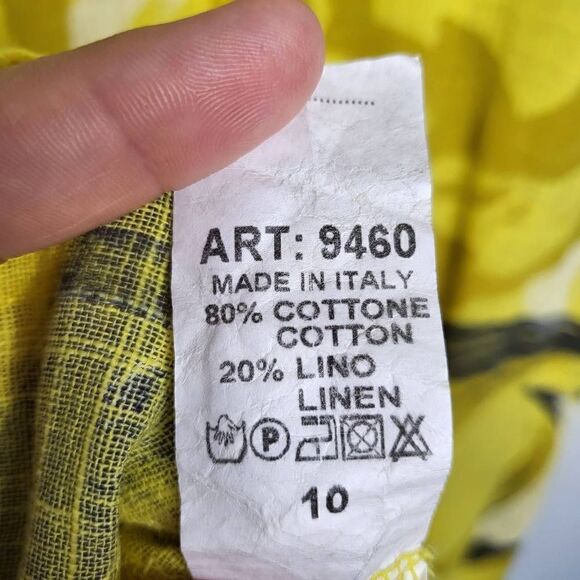 ART: 9460
MADE IN ITALY
80% COTTONE
COTTON
20% LINO
LINEN
P
10